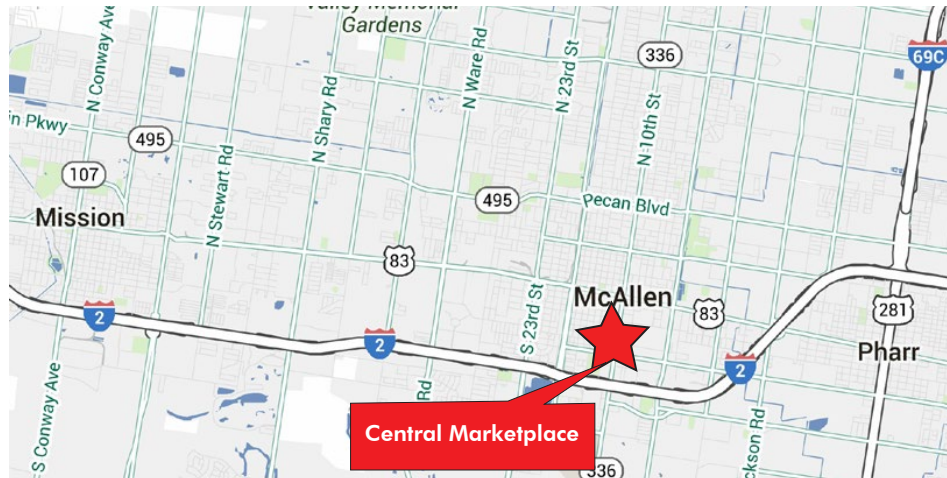 Valley Memorial
Gardens
N Conway Ave
N Shary Rd
N Ware Rd
N 23rd St
336
69C
N 10th St
in Pkwy
495
107
N Stewart Rd
495
Pecan Blvd
Mission
83
McAllen
83
281
2
2
S 23rd St
2
Pharr
S Conway Ave
Rd
Central Marketplace
ckson Rd
336